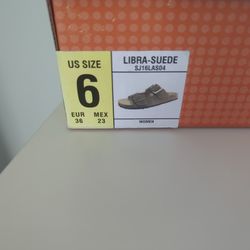 US SIZE
6
EUR MEX
36 23
LIBRA-SUEDE
SJ16LAS04
WOMEN